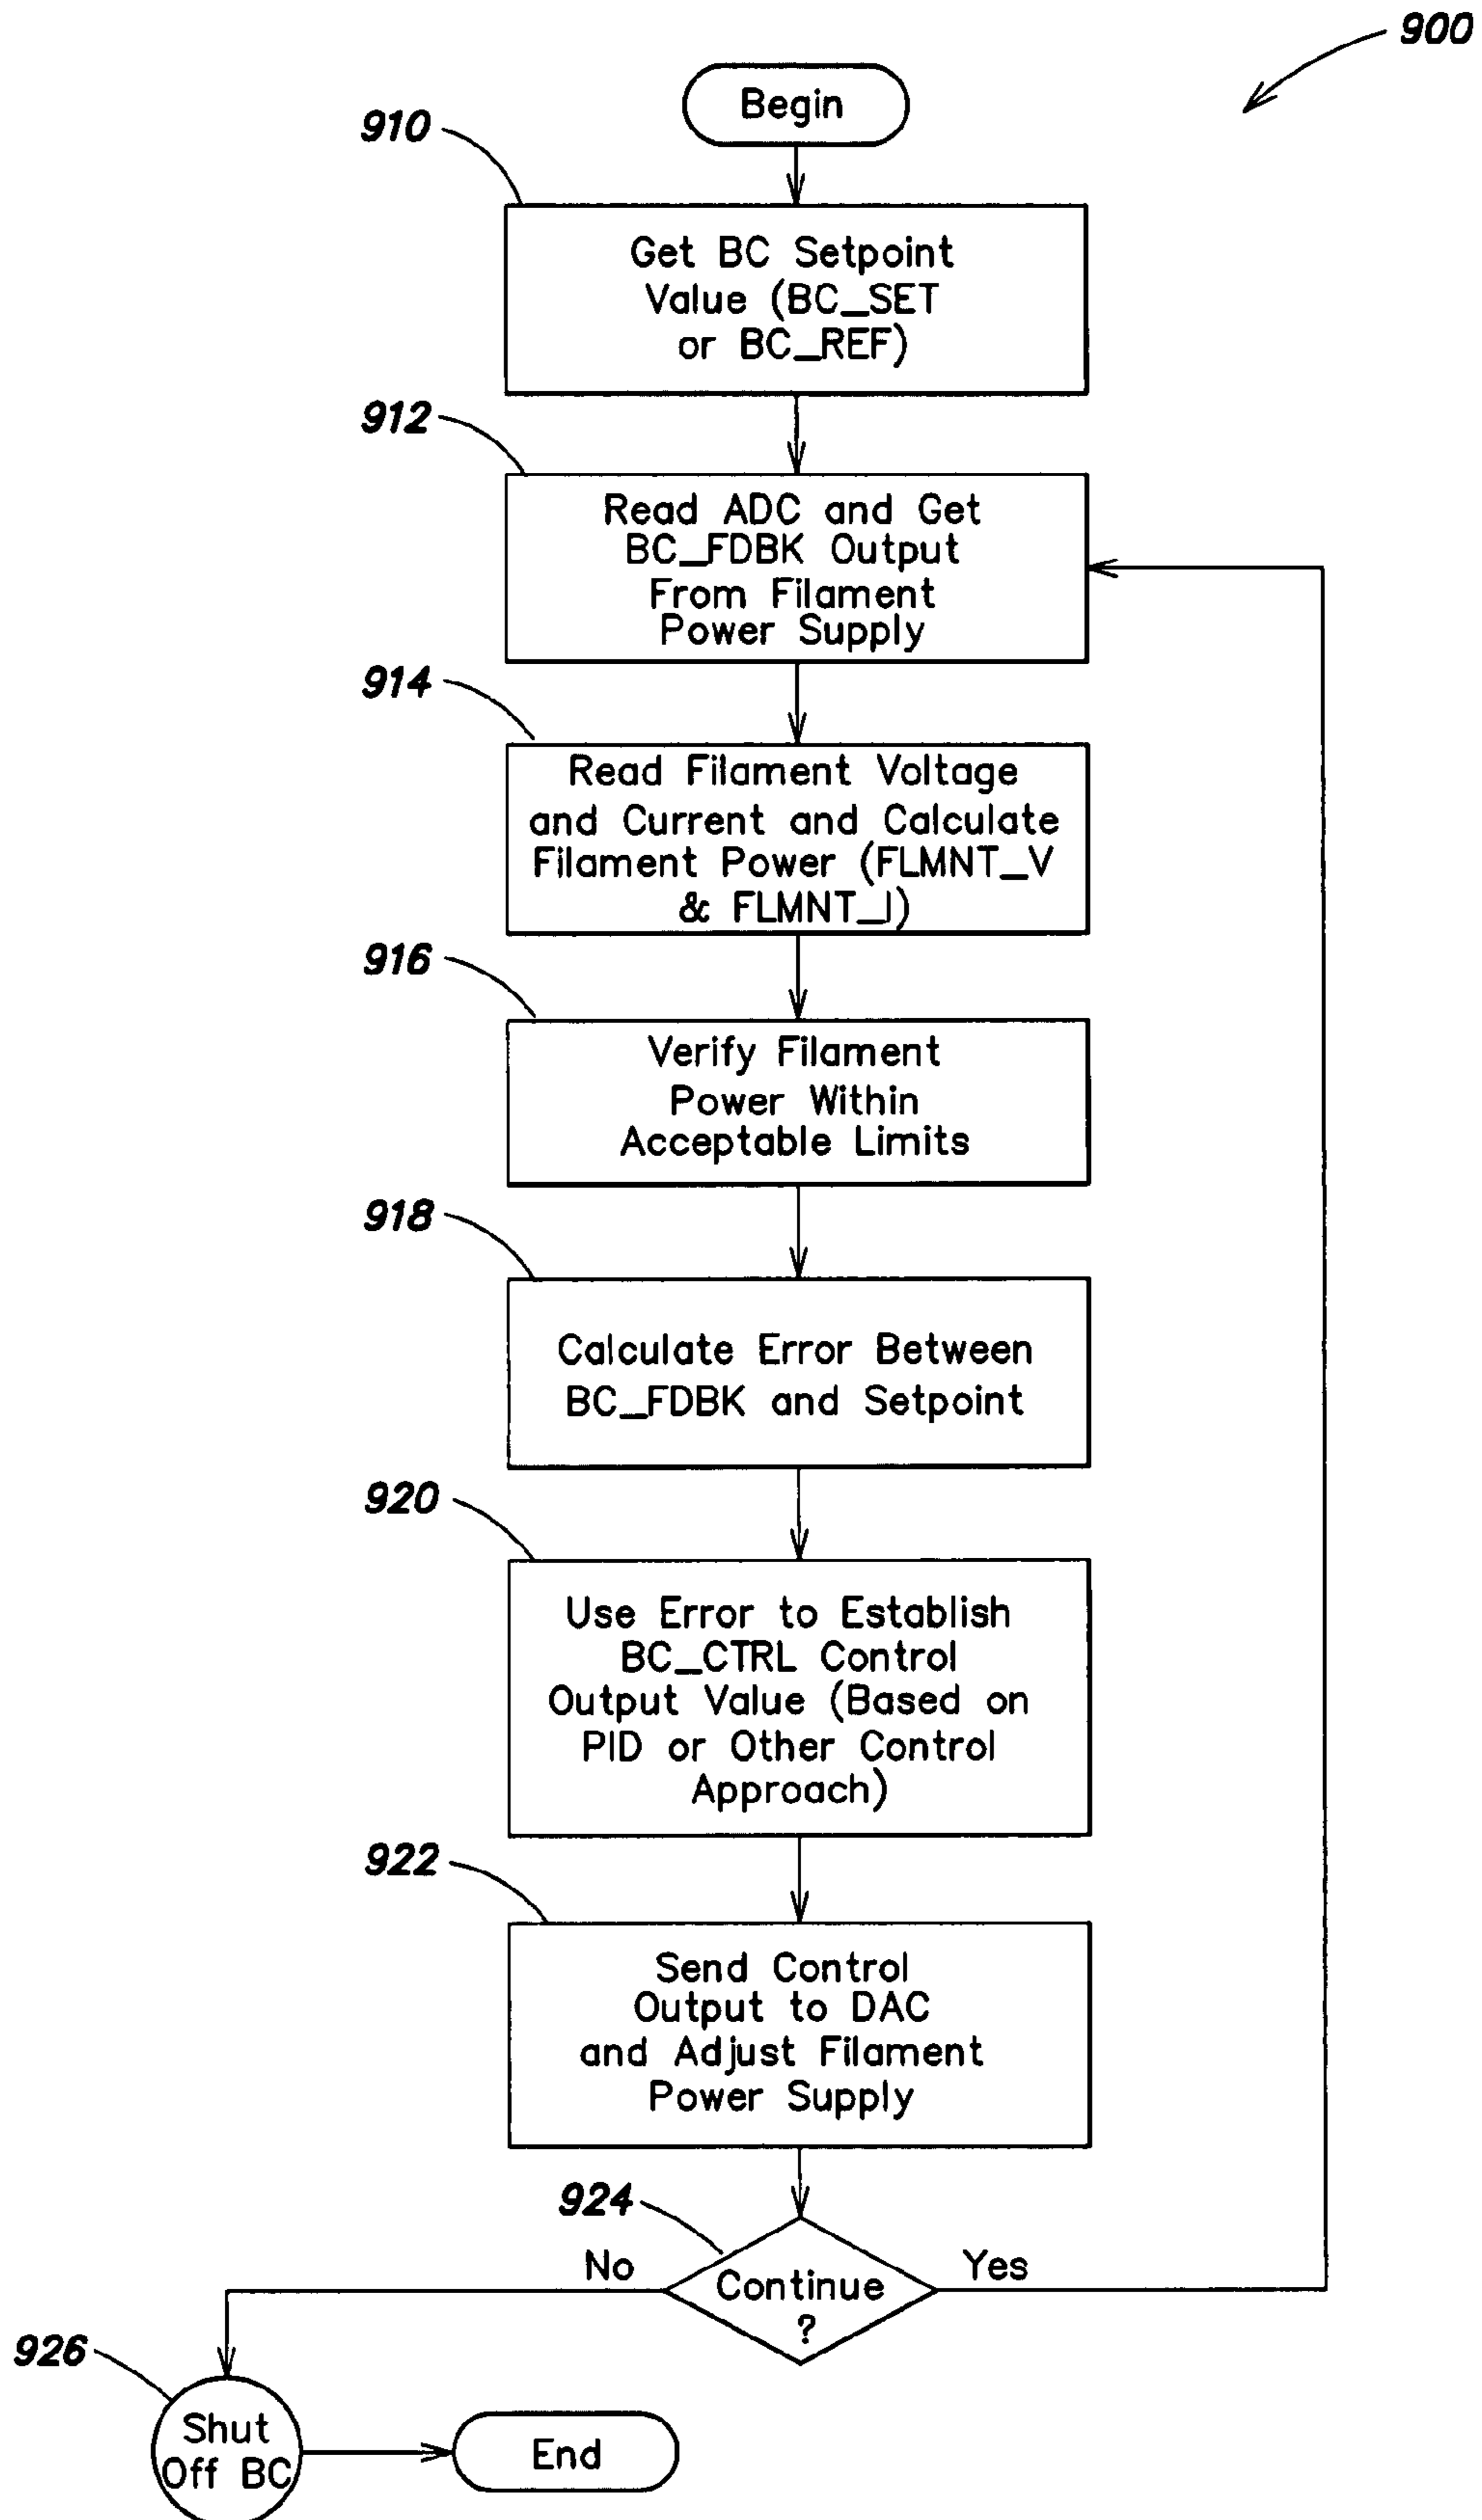 900
Begin
910
Get BC Setpoint
Value (BC_SET
or BC_REF)
912
Read ADC and Get
BC_FDBK Output
From Filament
Power Supply
914
Read Filament Voltage
and Current and Calculate
Filament Power (FLMNT_V
& FLMNT_I)
916
Verify Filament
Power Within
Acceptable Limits
918
Calculate Error Between
BC_FDBK and Setpoint
920
Use Error to Establish
BC_CTRL Control
Output Value (Based on
PID or Other Control
Approach)
922
Send Control
Output to DAC
and Adjust Filament
Power Supply
924
No
Yes
Continue
?
926
Shut
Off BC
End